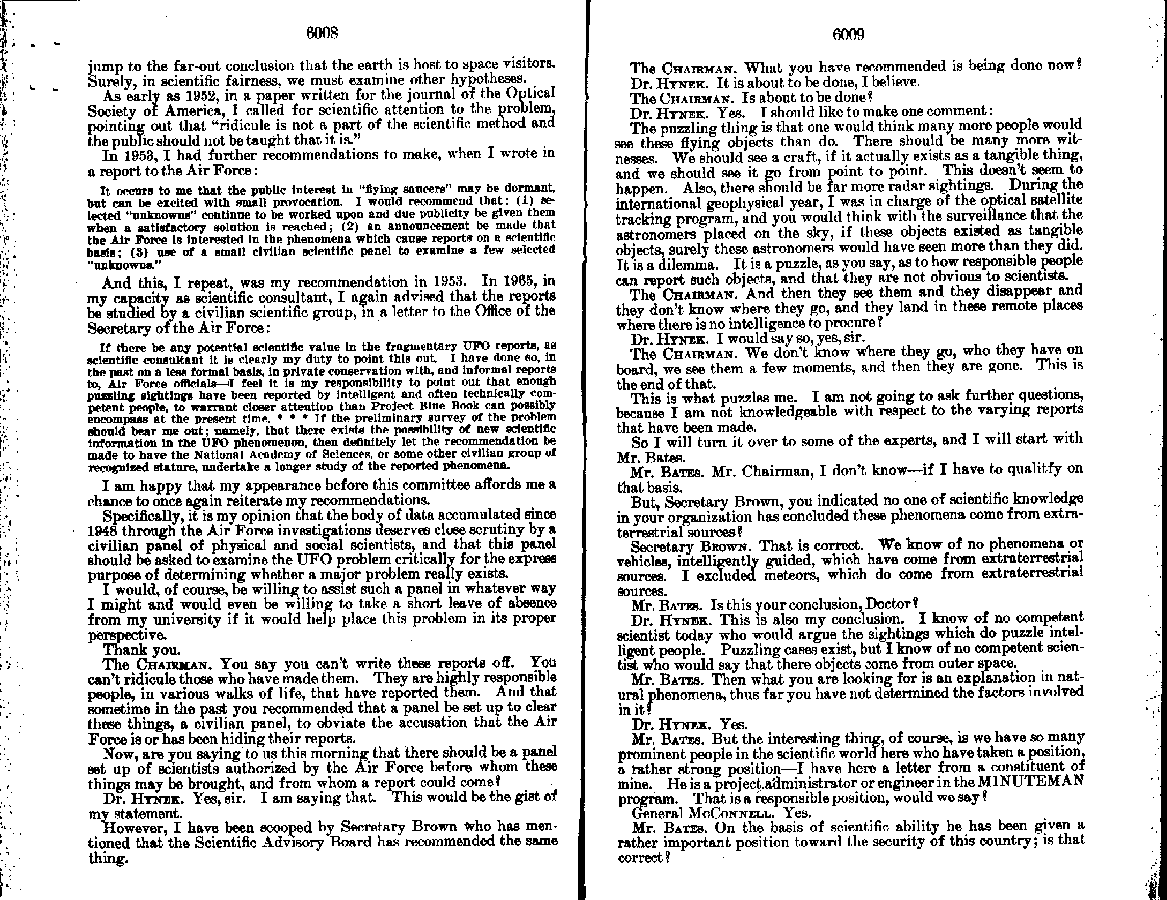 6008
jump to the far-out conclusion that the earth is host to space visitors.
Surely, in scientific fairness, we must examine other hypotheses.
As early as 1952, in a paper written for the journal of the Optical
Society of America, I called for scientific attention to the problem,
pointing out that "ridicule is not a part of the scientific method and
the public should not be taught that it is."
In 1953, I had further recommendations to make, when I wrote in
a report to the Air Force:
It occurs to me that the public interest in "flying saucers" may be dormant,
but can be excited with small provocation. I would recommend that: (1) se-
lected "unknowns" continue to be worked upon and due publicity be given them
when a satisfactory solution is reached; (2) an announcement be made that
the Air Force is interested in the phenomena which cause reports on a scientific
basis; (3) use of a small civilian scientific panel to examine a few selected
"unknowns."
And this, I repeat, was my recommendation in 1953. In 1965, in
my capacity as scientific consultant, I again advised that the reports
be studied by a civilian scientific group, in a letter to the Office of the
Secretary of the Air Force:
If there be any potential scientific value in the fragmentary UFO reports, as
scientific consultant it is clearly my duty to point this out. I have done so, in
the past on a less formal basis, in private conservation with, and informal reports
to, Air Force officials—I feel it is my responsibility to point out that enough
puzzling sightings have been reported by intelligent and often technically com-
petent people, to warrant closer attention than Project Blue Book can possibly
encompass at the present time. * * * If the preliminary survey of the problem
should bear me out; namely, that there exists the possibility of new scientific
information in the UFO phenomenon, then definitely let the recommendation be
made to have the National Academy of Sciences, or some other civilian group of
recognized stature, undertake a longer study of the reported phenomena.
I am happy that my appearance before this committee affords me a
chance to once again reiterate my recommendations.
Specifically, it is my opinion that the body of data accumulated since
1948 through the Air Force investigations deserves close scrutiny by a
civilian panel of physical and social scientists, and that this panel
should be asked to examine the UFO problem critically for the express
purpose of determining whether a major problem really exists.
I would, of course, be willing to assist such a panel in whatever way
I might and would even be willing to take a short leave of absence
from my university if it would help place this problem in its proper
perspective.
Thank you.
The CHAIRMAN. You say you can't write these reports off. You
can't ridicule those who have made them. They are highly responsible
people, in various walks of life, that have reported them. And that
sometime in the past you recommended that a panel be set up to clear
these things, a civilian panel, to obviate the accusation that the Air
Force is or has been hiding their reports.
Now, are you saying to us this morning that there should be a panel
set up of scientists authorized by the Air Force before whom these
things may be brought, and from whom a report could come?
Dr. HYNEK. Yes, sir. I am saying that. This would be the gist of
my statement.
However, I have been scooped by Secretary Brown who has men-
tioned that the Scientific Advisory Board has recommended the same
thing.
6009
The CHAIRMAN. What you have recommended is being done now?
Dr. HYNEK. It is about to be done, I believe.
The CHAIRMAN. Is about to be done?
Dr. HYNEK. Yes. I should like to make one comment:
The puzzling thing is that one would think many more people would
see these flying objects than do. There should be many more wit-
nesses. We should see a craft, if it actually exists as a tangible thing,
and we should see it go from point to point. This doesn't seem to
happen. Also, there should be far more radar sightings. During the
international geophysical year, I was in charge of the optical satellite
tracking program, and you would think with the surveillance that the
astronomers placed on the sky, if these objects existed as tangible
objects, surely these astronomers would have seen more than they did.
It is a dilemma. It is a puzzle, as you say, as to how responsible people
can report such objects, and that they are not obvious to scientists.
The CHAIRMAN. And then they see them and they disappear and
they don't know where they go, and they land in these remote places
where there is no intelligence to procure?
Dr. HYNEK. I would say so, yes, sir.
The CHAIRMAN. We don't know where they go, who they have on
board, we see them a few moments, and then they are gone. This is
the end of that.
This is what puzzles me. I am not going to ask further questions,
because I am not knowledgeable with respect to the varying reports
that have been made.
So I will turn it over to some of the experts, and I will start with
Mr. Bates.
Mr. BATES. Mr. Chairman, I don't know—if I have to qualitfy on
that basis.
But, Secretary Brown, you indicated no one of scientific knowledge
in your organization has concluded these phenomena come from extra-
terrestrial sources?
Secretary BROWN. That is correct. We know of no phenomena or
vehicles, intelligently guided, which have come from extraterrestrial
sources. I excluded meteors, which do come from extraterrestrial
sources.
Mr. BATES. Is this your conclusion, Doctor?
Dr. HYNEK. This is also my conclusion. I know of no competent
scientist today who would argue the sightings which do puzzle intel-
ligent people. Puzzling cases exist, but I know of no competent scien-
tist who would say that there objects come from outer space.
Mr. BATES. Then what you are looking for is an explanation in nat-
ural phenomena, thus far you have not determined the factors involved
in it?
Dr. HYNEK. Yes.
Mr. BATES. But the interesting thing, of course, is we have so many
prominent people in the scientific world here who have taken a position,
a rather strong position—I have here a letter from a constituent of
mine. He is a project administrator or engineer in the MINUTEMAN
program. That is a responsible position, would we say?
General MCCONNELL. Yes.
Mr. BATES. On the basis of scientific ability he has been given a
rather important position toward the security of this country; is that
correct?